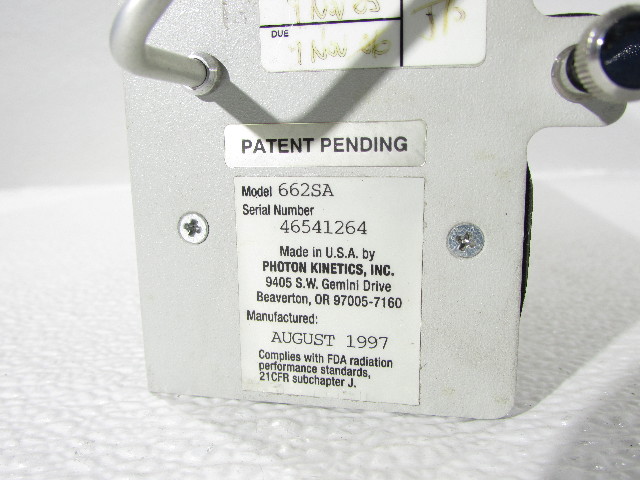 DUE
PATENT PENDING
Model 662SA
Serial Number
46541264
Made in U.S.A. by
PHOTON KINETICS, INC.
9405 S.W. Gemini Drive
Beaverton, OR 97005-7160
Manufactured:
AUGUST 1997
Complies with FDA radiation
performance standards,
21CFR subchapter J.